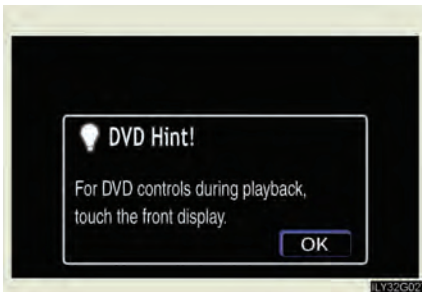 DVD Hint!
For DVD controls during playback,
touch the front display.
OK
ILY32G02